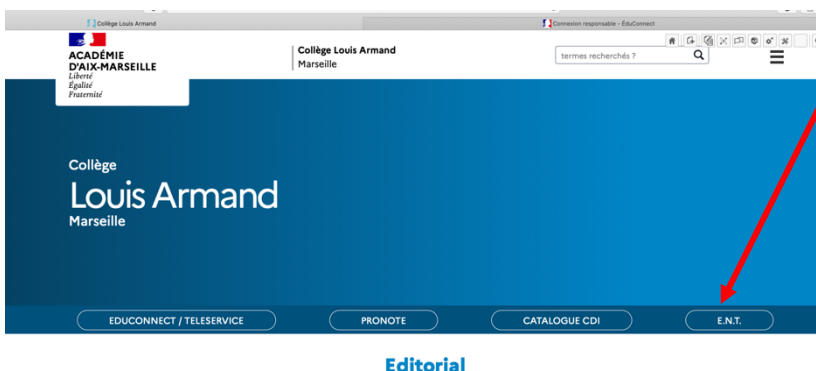 Collège Louis Armand
Connexion responsable – ÉduConnect
ACADÉMIE
D'AIX-MARSEILLE
Liberté
Égalité
Fraternité
Collège Louis Armand
Marseille
termes recherchés ?
Collège
Louis Armand
Marseille
EDUCONNECT / TELESERVICE
PRONOTE
CATALOGUE CDI
E.N.T.
Editorial